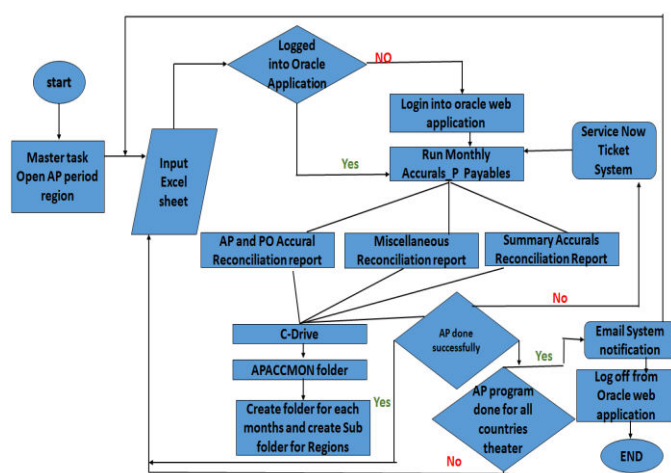 start
Master task
Open AP period
region
Input
Excel
sheet
Logged
into Oracle
Application
NO
Yes
Login into oracle web
application
Run Monthly
Accurals_P Payables
Service Now
Ticket
System
AP and PO Accural
Reconciliation report
Miscellaneous
Reconciliation report
Summary Accurals
Reconciliation Report
No
C-Drive
APACCMON folder
Create folder for each
months and create Sub
folder for Regions
Yes
AP done
successfully
Yes
AP program
done for all
countries
theater
No
Email System
notification
Log off from
Oracle web
application
END